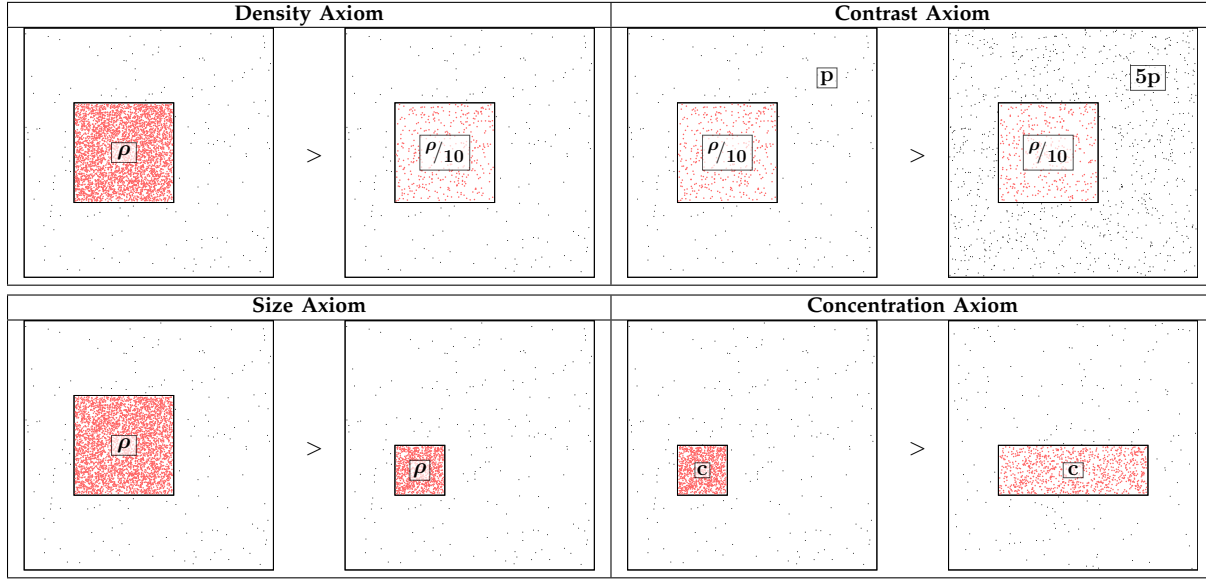 Density Axiom
Contrast Axiom
ρ
>
ρ/10
p
ρ/10
>
5p
ρ/10
Size Axiom
Concentration Axiom
ρ
>
ρ
c
>
c